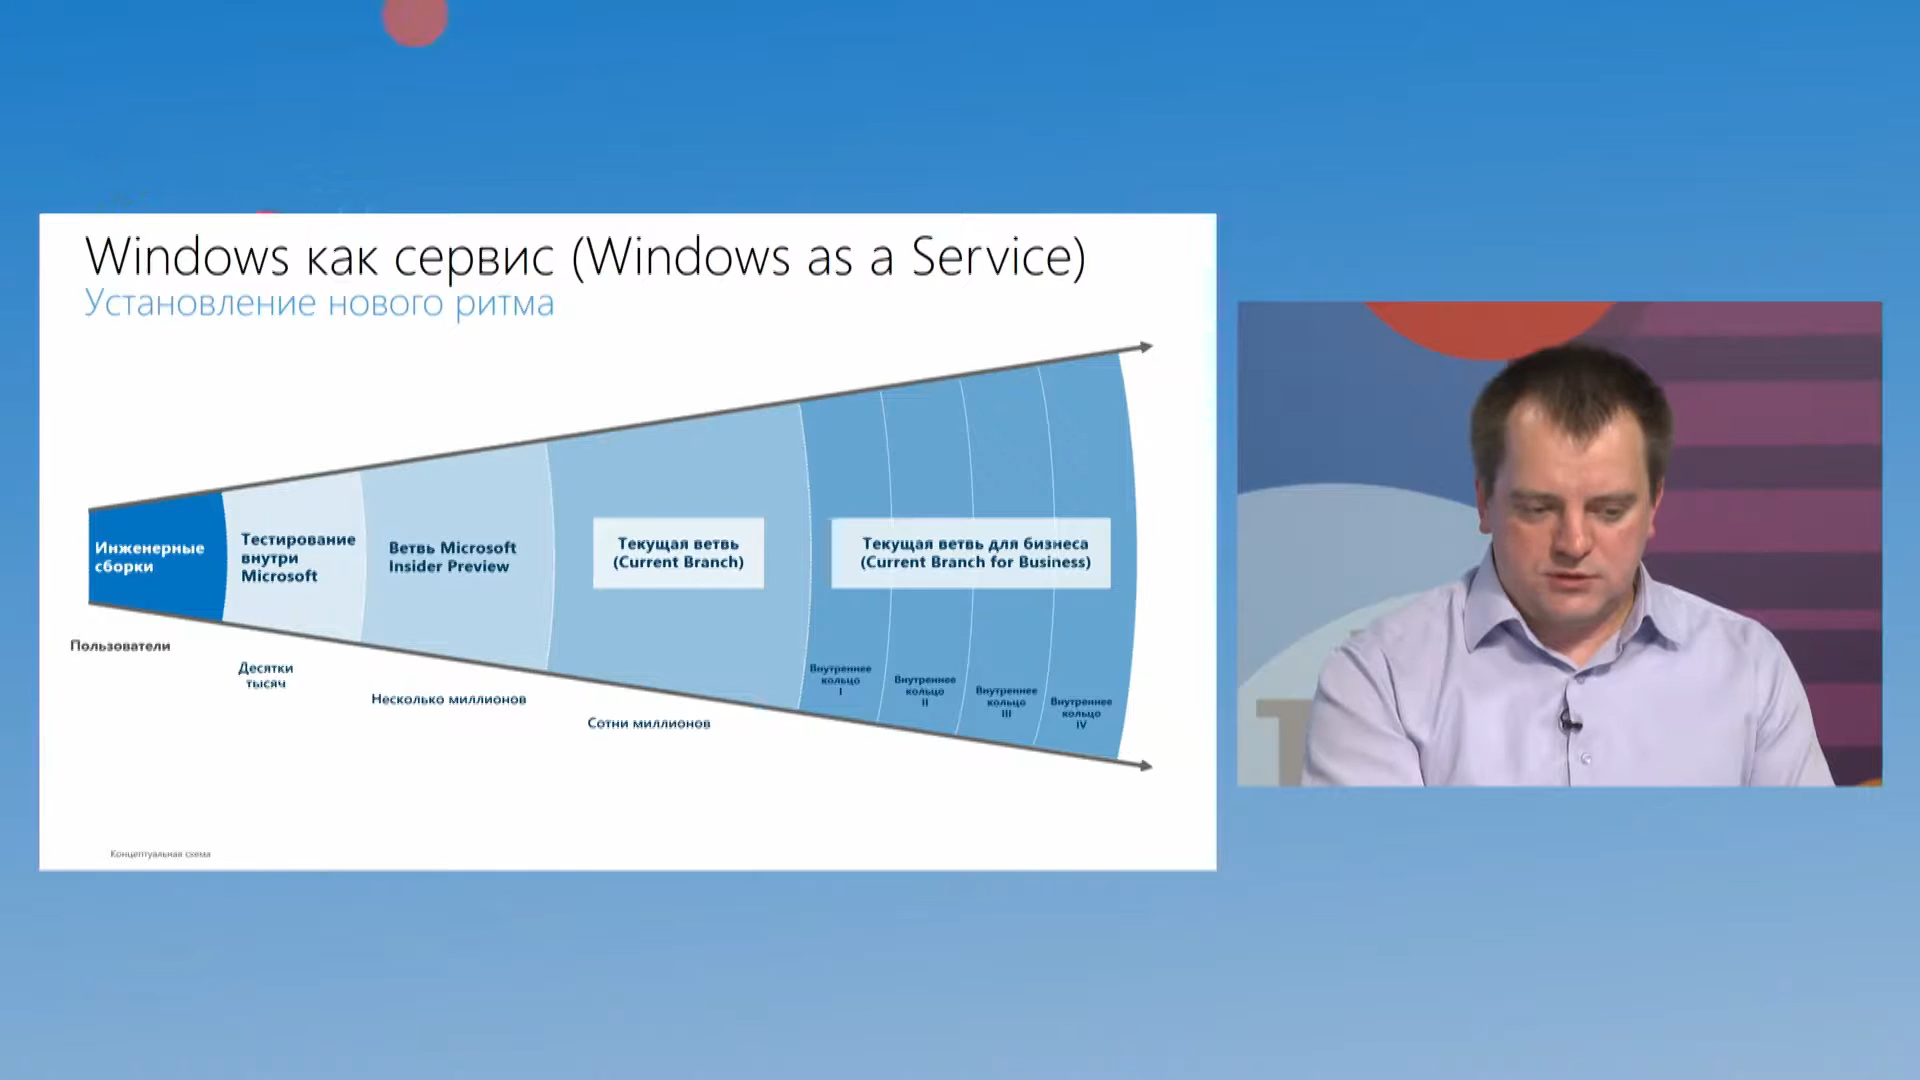 Windows как сервис (Windows as a Service)
Установление нового ритма
Инженерные
сборки
Тестирование
внутри
Microsoft
Ветвь Microsoft
Insider Preview
Текущая ветвь
(Current Branch)
Текущая ветвь для бизнеса
(Current Branch for Business)
Пользователи
Десятки
тысяч
Несколько миллионов
Сотни миллионов
Внутреннее
кольцо
I
Внутреннее
кольцо
II
Внутреннее
кольцо
III
Внутреннее
кольцо
IV
Концептуальная схема